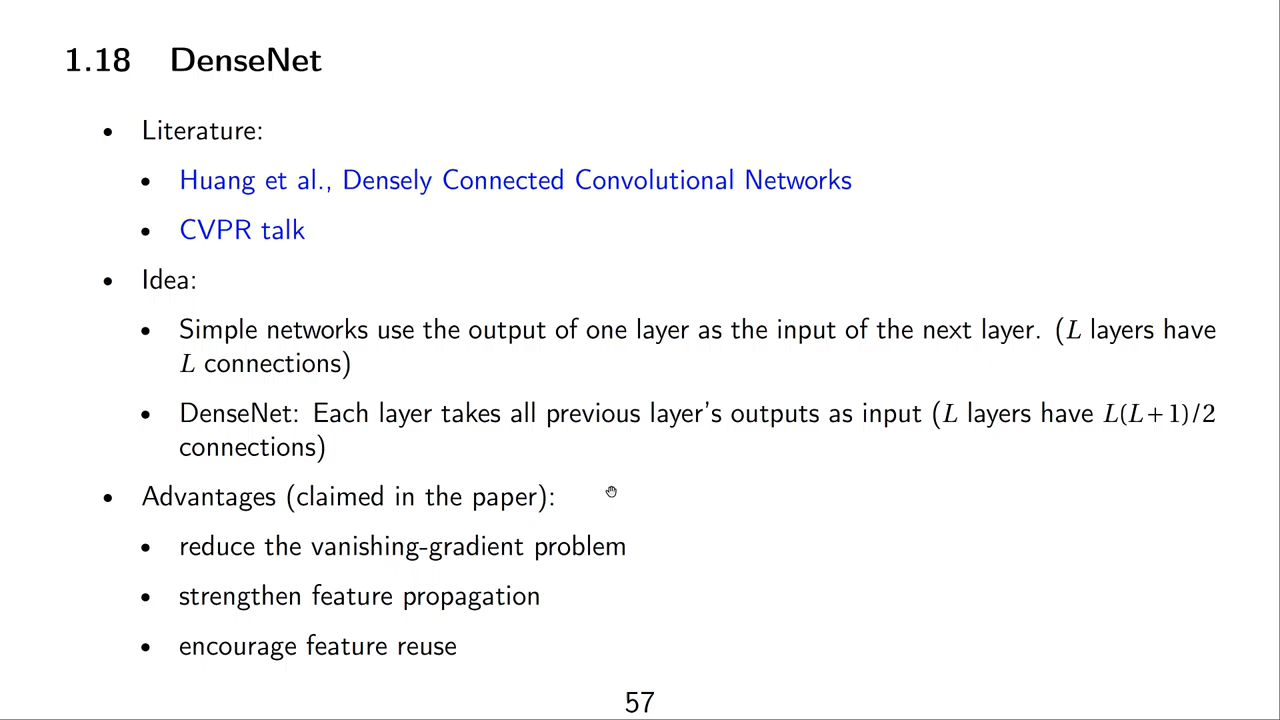 1.18 DenseNet
• Literature:
• Huang et al., Densely Connected Convolutional Networks
• CVPR talk
• Idea:
• Simple networks use the output of one layer as the input of the next layer. (L layers have
L connections)
• DenseNet: Each layer takes all previous layer's outputs as input (L layers have L(L+1)/2
connections)
• Advantages (claimed in the paper):
• reduce the vanishing-gradient problem
• strengthen feature propagation
• encourage feature reuse
57